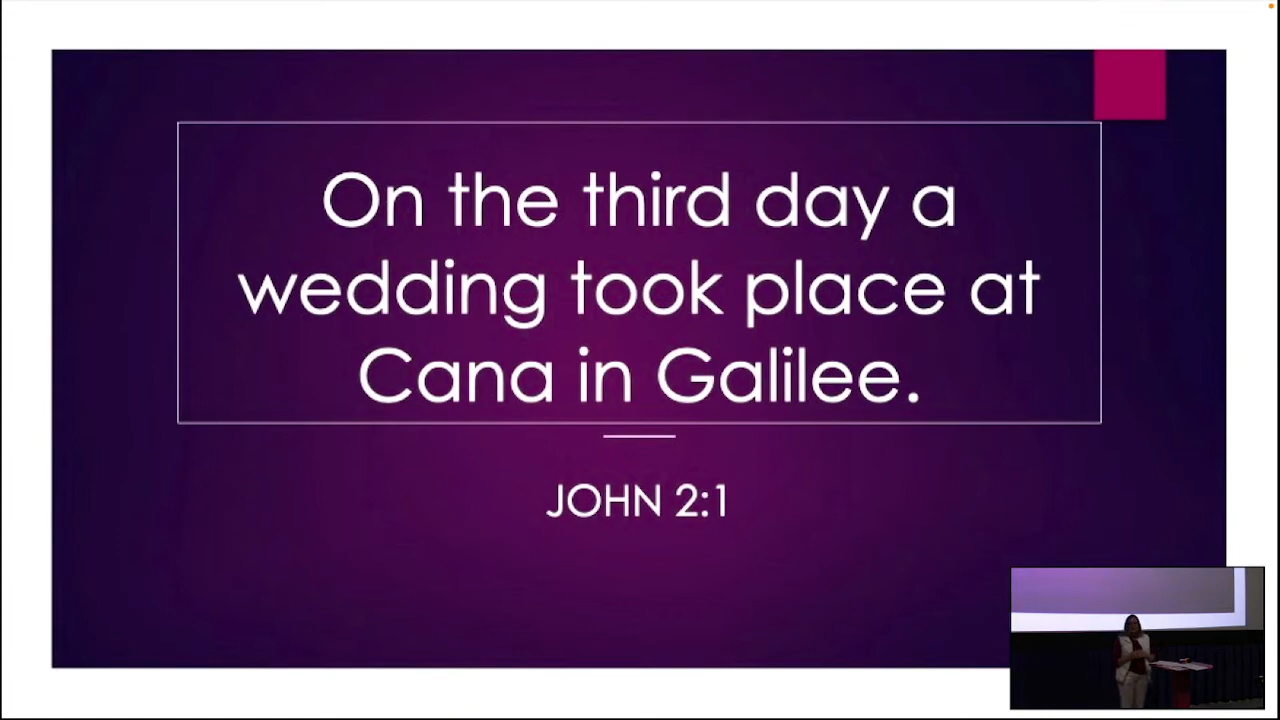 On the third day a
wedding took place at
Cana in Galilee.
JOHN 2:1